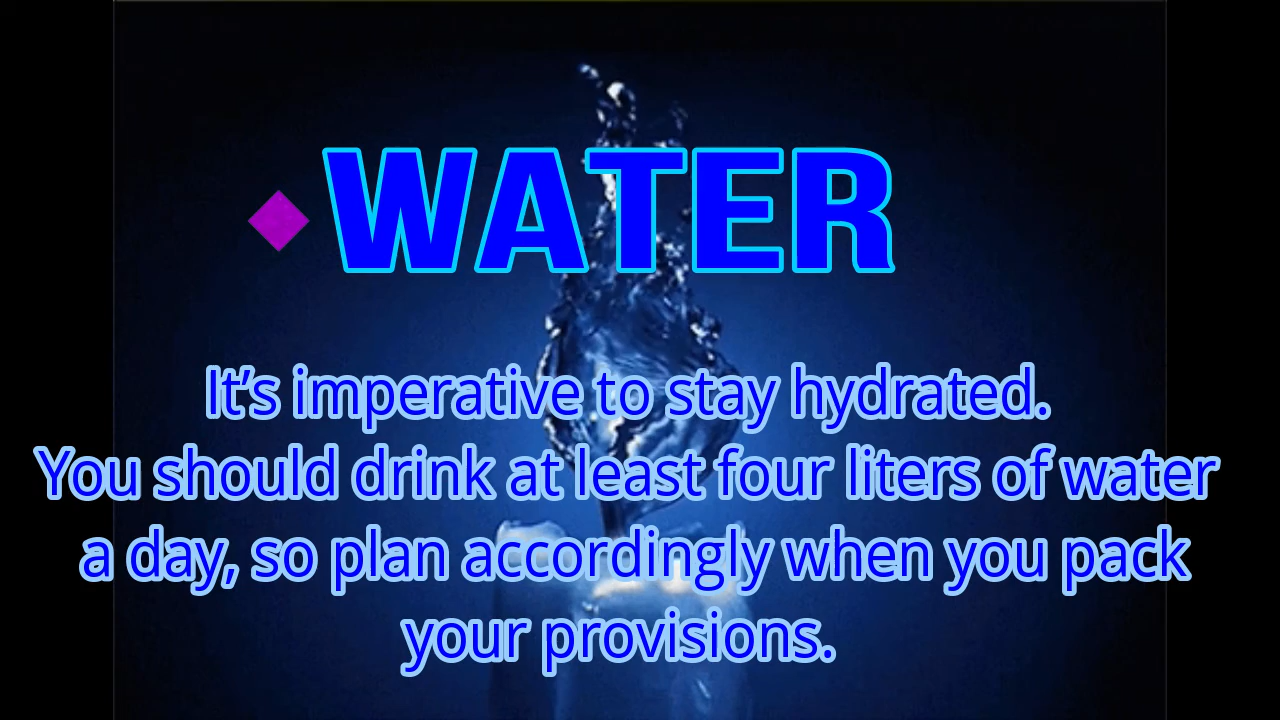 WATER
It’s imperative to stay hydrated.
You should drink at least four liters of water
a day, so plan accordingly when you pack
your provisions.